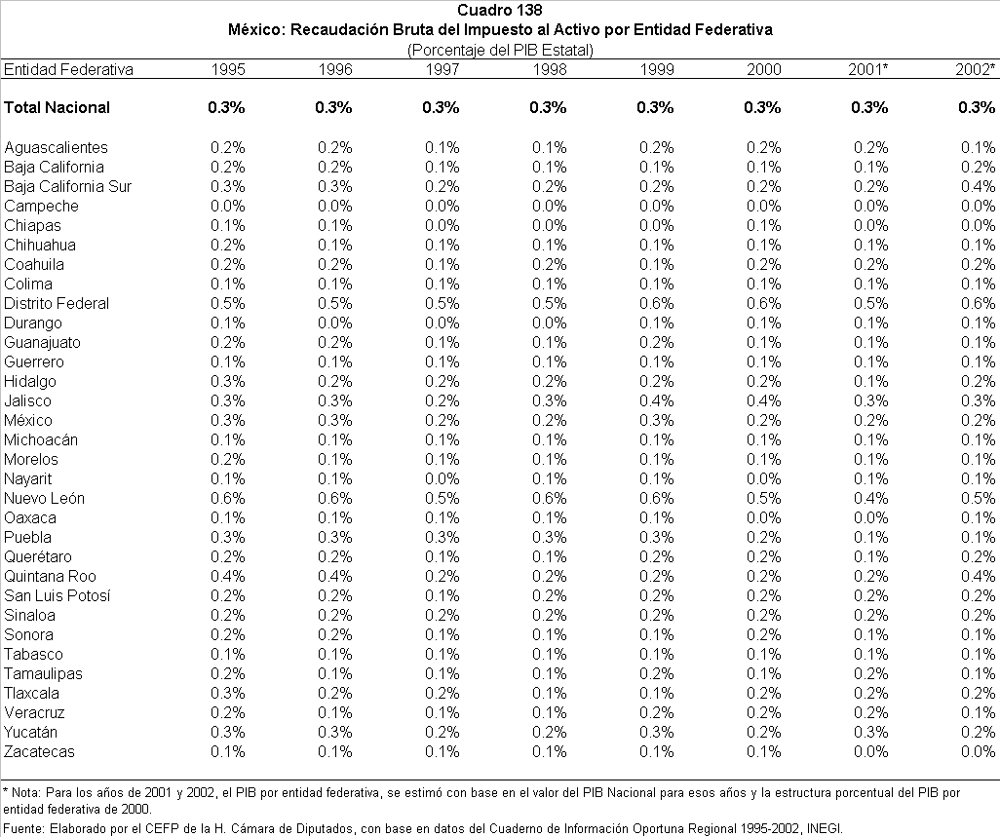 Cuadro 138
México: Recaudación Bruta del Impuesto al Activo por Entidad Federativa
(Porcentaje del PIB Estatal)
Entidad Federativa 1995 1996 1997 1998 1999 2000 2001* 2002*
Total Nacional 0.3% 0.3% 0.3% 0.3% 0.3% 0.3% 0.3% 0.3%
Aguascalientes 0.2% 0.2% 0.1% 0.1% 0.2% 0.2% 0.2% 0.1%
Baja California 0.2% 0.2% 0.1% 0.1% 0.1% 0.1% 0.1% 0.2%
Baja California Sur 0.3% 0.3% 0.2% 0.2% 0.2% 0.2% 0.2% 0.4%
Campeche 0.0% 0.0% 0.0% 0.0% 0.0% 0.0% 0.0% 0.0%
Chiapas 0.1% 0.1% 0.0% 0.0% 0.0% 0.1% 0.0% 0.0%
Chihuahua 0.2% 0.1% 0.1% 0.1% 0.1% 0.1% 0.1% 0.1%
Coahuila 0.2% 0.2% 0.1% 0.2% 0.1% 0.2% 0.2% 0.2%
Colima 0.1% 0.1% 0.1% 0.1% 0.1% 0.1% 0.1% 0.1%
Distrito Federal 0.5% 0.5% 0.5% 0.5% 0.6% 0.6% 0.5% 0.6%
Durango 0.1% 0.0% 0.0% 0.0% 0.1% 0.1% 0.1% 0.1%
Guanajuato 0.2% 0.2% 0.1% 0.1% 0.2% 0.1% 0.1% 0.1%
Guerrero 0.1% 0.1% 0.1% 0.1% 0.1% 0.1% 0.1% 0.1%
Hidalgo 0.3% 0.2% 0.2% 0.2% 0.2% 0.2% 0.1% 0.2%
Jalisco 0.3% 0.3% 0.2% 0.3% 0.4% 0.4% 0.3% 0.3%
México 0.3% 0.3% 0.2% 0.2% 0.3% 0.2% 0.2% 0.2%
Michoacán 0.1% 0.1% 0.1% 0.1% 0.1% 0.1% 0.1% 0.1%
Morelos 0.2% 0.1% 0.1% 0.1% 0.1% 0.1% 0.1% 0.1%
Nayarit 0.1% 0.1% 0.0% 0.1% 0.1% 0.0% 0.1% 0.1%
Nuevo León 0.6% 0.6% 0.5% 0.6% 0.6% 0.5% 0.4% 0.5%
Oaxaca 0.1% 0.1% 0.1% 0.1% 0.1% 0.0% 0.0% 0.1%
Puebla 0.3% 0.3% 0.3% 0.3% 0.3% 0.2% 0.1% 0.1%
Querétaro 0.2% 0.2% 0.1% 0.1% 0.2% 0.2% 0.1% 0.2%
Quintana Roo 0.4% 0.4% 0.2% 0.2% 0.2% 0.2% 0.2% 0.4%
San Luis Potosí 0.2% 0.2% 0.1% 0.2% 0.2% 0.2% 0.2% 0.2%
Sinaloa 0.2% 0.2% 0.2% 0.2% 0.2% 0.2% 0.2% 0.2%
Sonora 0.2% 0.2% 0.1% 0.1% 0.1% 0.2% 0.1% 0.1%
Tabasco 0.1% 0.1% 0.1% 0.1% 0.1% 0.1% 0.1% 0.1%
Tamaulipas 0.2% 0.1% 0.1% 0.1% 0.2% 0.1% 0.2% 0.1%
Tlaxcala 0.3% 0.2% 0.2% 0.1% 0.1% 0.2% 0.2% 0.2%
Veracruz 0.2% 0.1% 0.1% 0.1% 0.2% 0.2% 0.2% 0.1%
Yucatán 0.3% 0.3% 0.2% 0.2% 0.3% 0.2% 0.3% 0.2%
Zacatecas 0.1% 0.1% 0.1% 0.1% 0.1% 0.1% 0.0% 0.0%
* Nota: Para los años de 2001 y 2002, el PIB por entidad federativa, se estimó con base en el valor del PIB Nacional para esos años y la estructura porcentual del PIB por
entidad federativa de 2000.
Fuente: Elaborado por el CEFP de la H. Cámara de Diputados, con base en datos del Cuaderno de Información Oportuna Regional 1995-2002, INEGI.